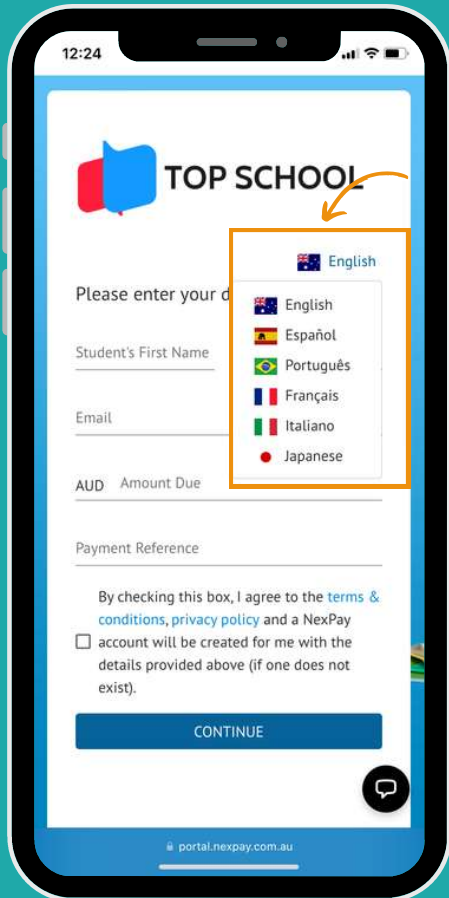 12:24
TOP SCHOOL
English
Please enter your d
English
Español
Português
Français
Italiano
Japanese
Student's First Name
Email
AUD Amount Due
Payment Reference
By checking this box, I agree to the terms &
conditions, privacy policy and a NexPay
account will be created for me with the
details provided above (if one does not
exist).
CONTINUE
portal.nexpay.com.au